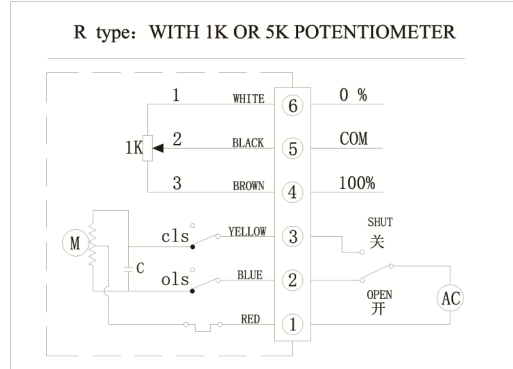 R type: WITH 1K OR 5K POTENTIOMETER
1 WHITE 6 0 %
1K 2 BLACK 5 COM
3 BROWN 4 100%
SHUT
关
M cls YELLOW 3
C
ols BLUE 2
OPEN
开
AC
RED 1